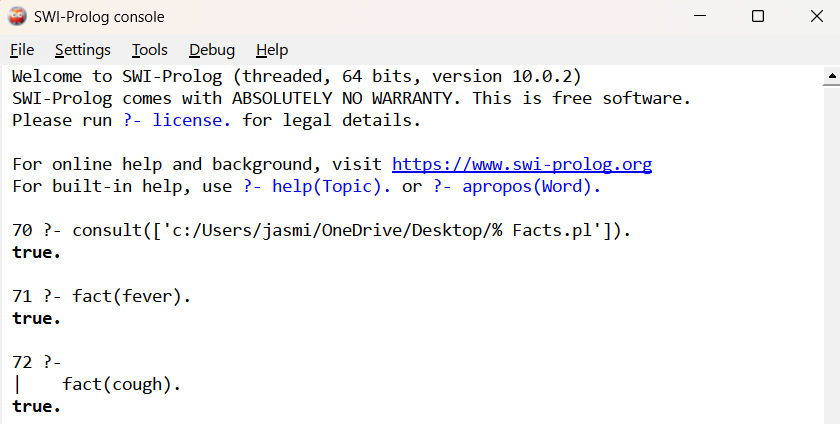 SWI-Prolog console
File Settings Tools Debug Help
Welcome to SWI-Prolog (threaded, 64 bits, version 10.0.2)
SWI-Prolog comes with ABSOLUTELY NO WARRANTY. This is free software.
Please run ?- license. for legal details.
For online help and background, visit https://www.swi-prolog.org
For built-in help, use ?- help(Topic). or ?- apropos(Word).
70 ?- consult(['c:/Users/jasmi/OneDrive/Desktop/% Facts.pl']).
true.
71 ?- fact(fever).
true.
72 ?-
|    fact(cough).
true.